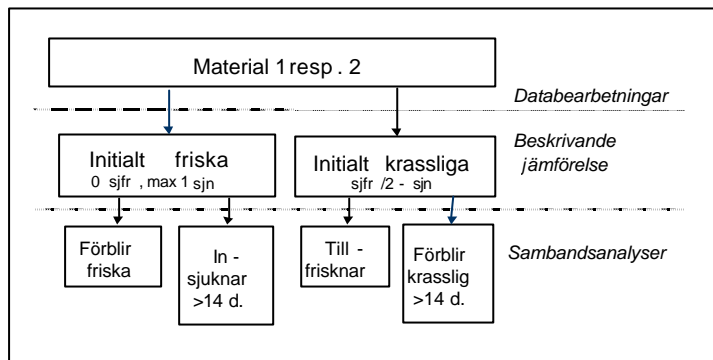 Material 1 resp. 2
Databearbetningar
Initialt friska
0 sjfr , max 1 sjn
Initialt krassliga
sjfr /2 - sjn
Beskrivande
jämförelse
Förblir
friska
In -
sjuknar
>14 d.
Till -
frisknar
Förblir
krasslig
>14 d.
Sambandsanalyser